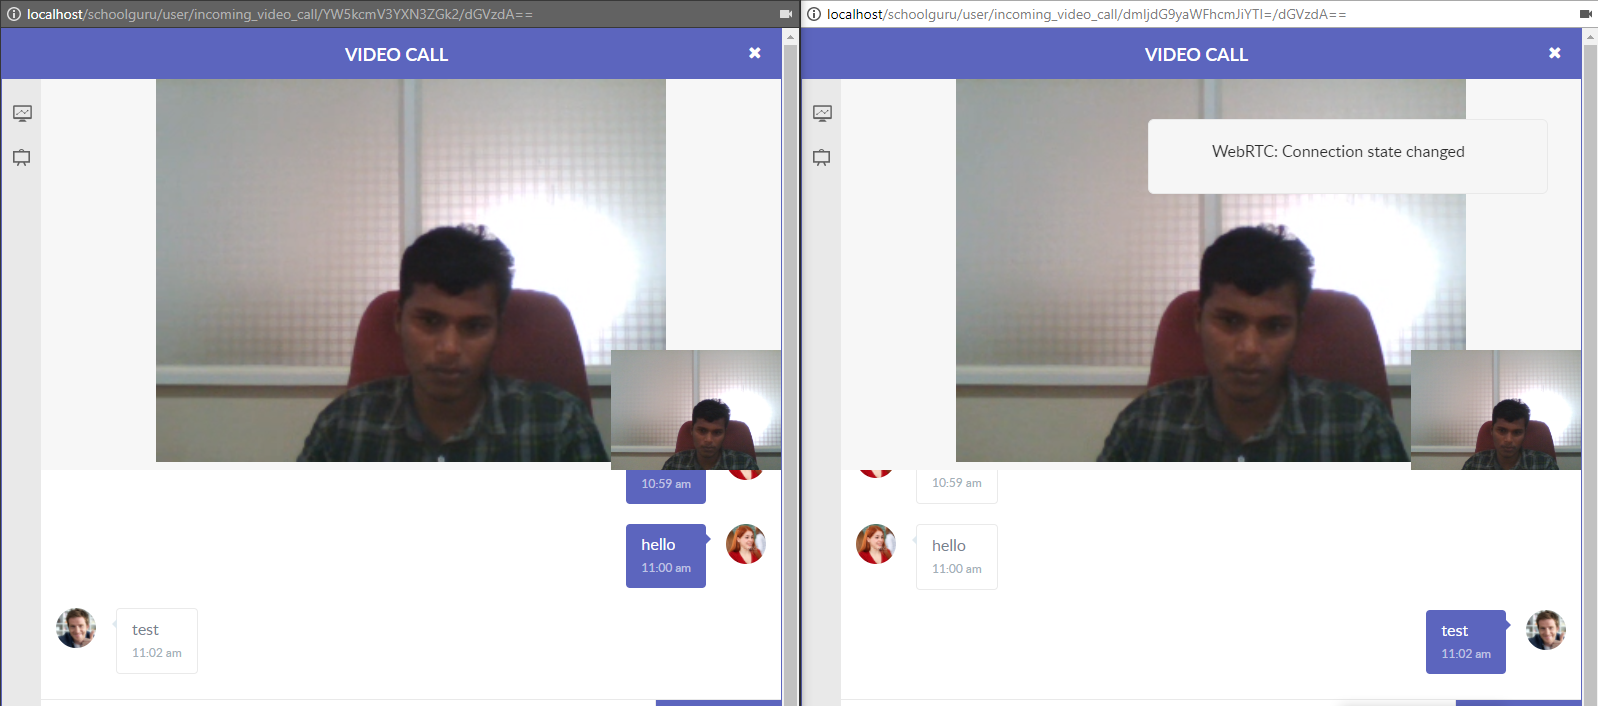 localhost/schoolguru/user/incoming_video_call/YW5kcmV3YXN3ZGk2/dGVzdA==
VIDEO CALL
10:59 am
hello
11:00 am
test
11:02 am
localhost/schoolguru/user/incoming_video_call/dmljdG9yaWFhcmJiYTI=/dGVzdA==
VIDEO CALL
WebRTC: Connection state changed
10:59 am
hello
11:00 am
test
11:02 am